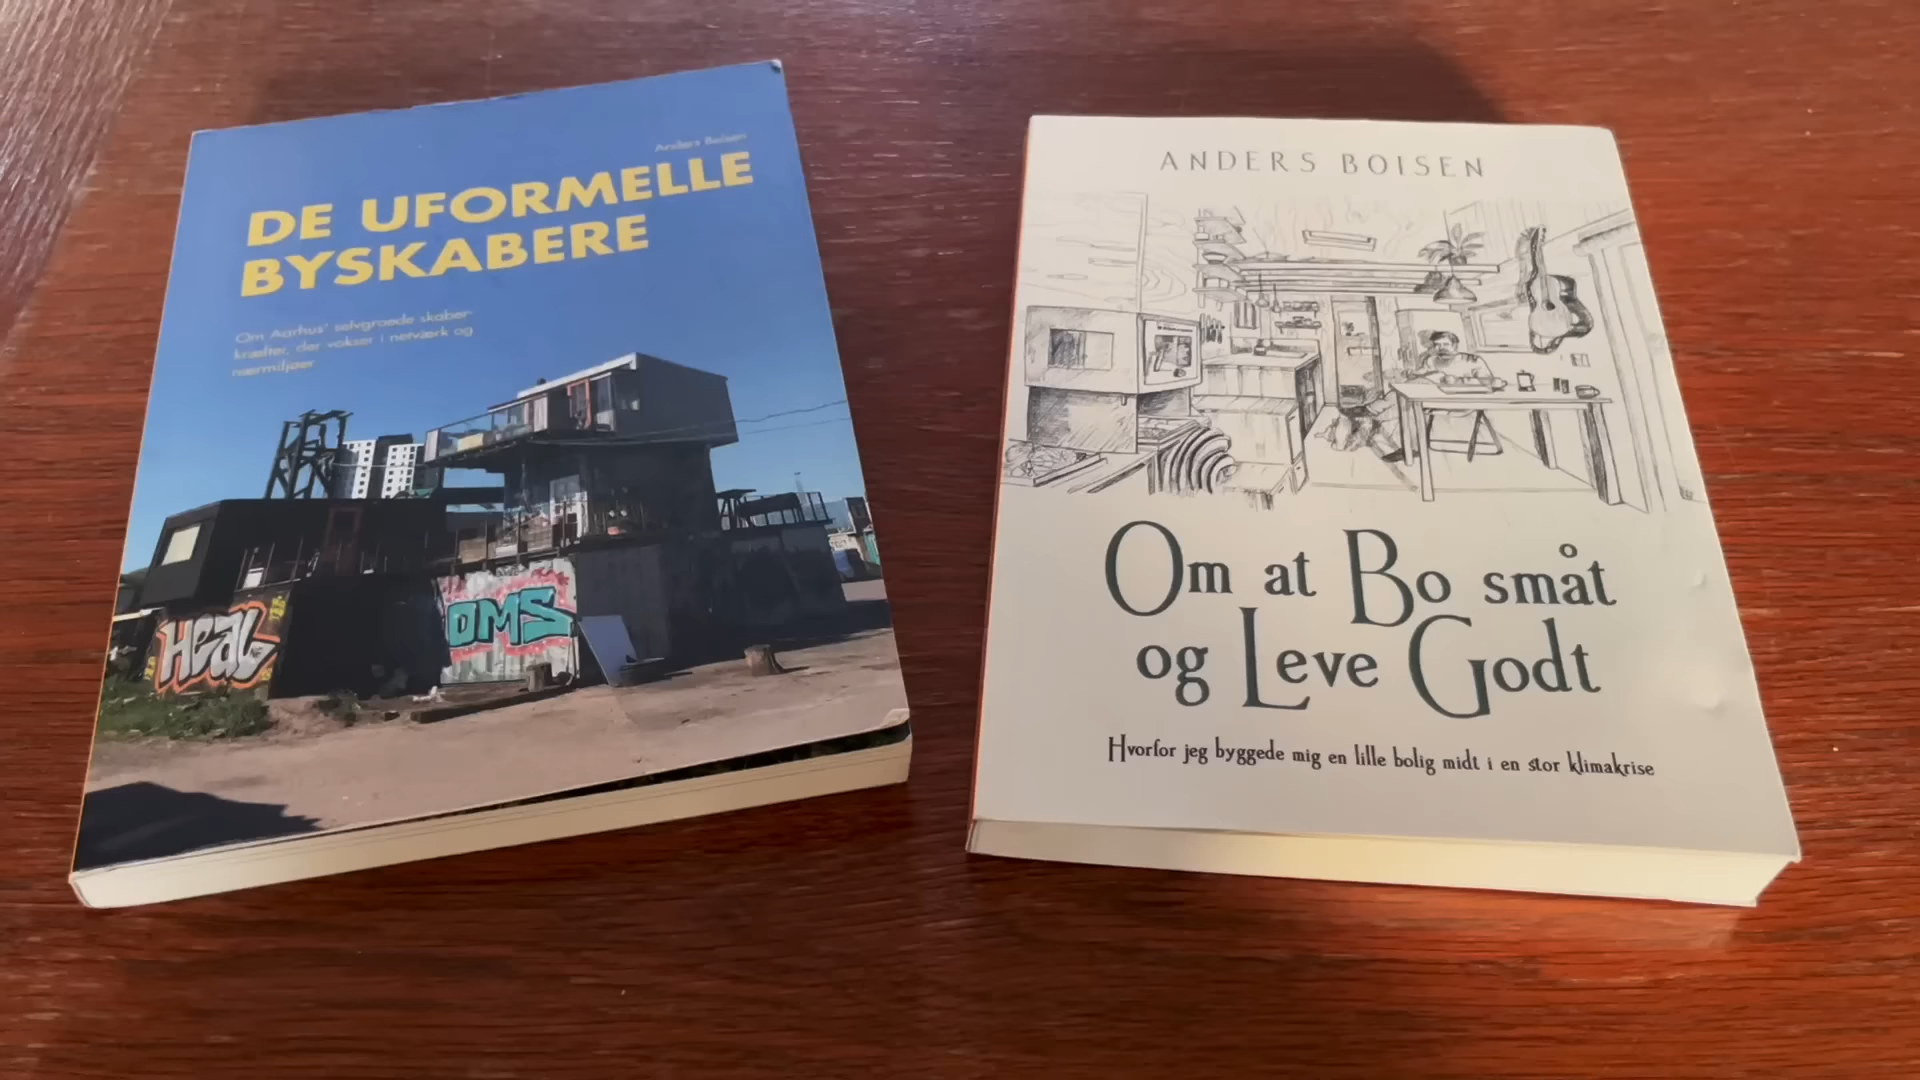 Anders Boisen
DE UFORMELLE
BYSKABERE
Om Aarhus' selvgroede skaber-
kræfter, der vokser i netværk og
nærmiljøer
HEAL
OMS
ANDERS BOISEN
Om at Bo småt
og Leve Godt
Hvorfor jeg byggede mig en lille bolig midt i en stor klimakrise